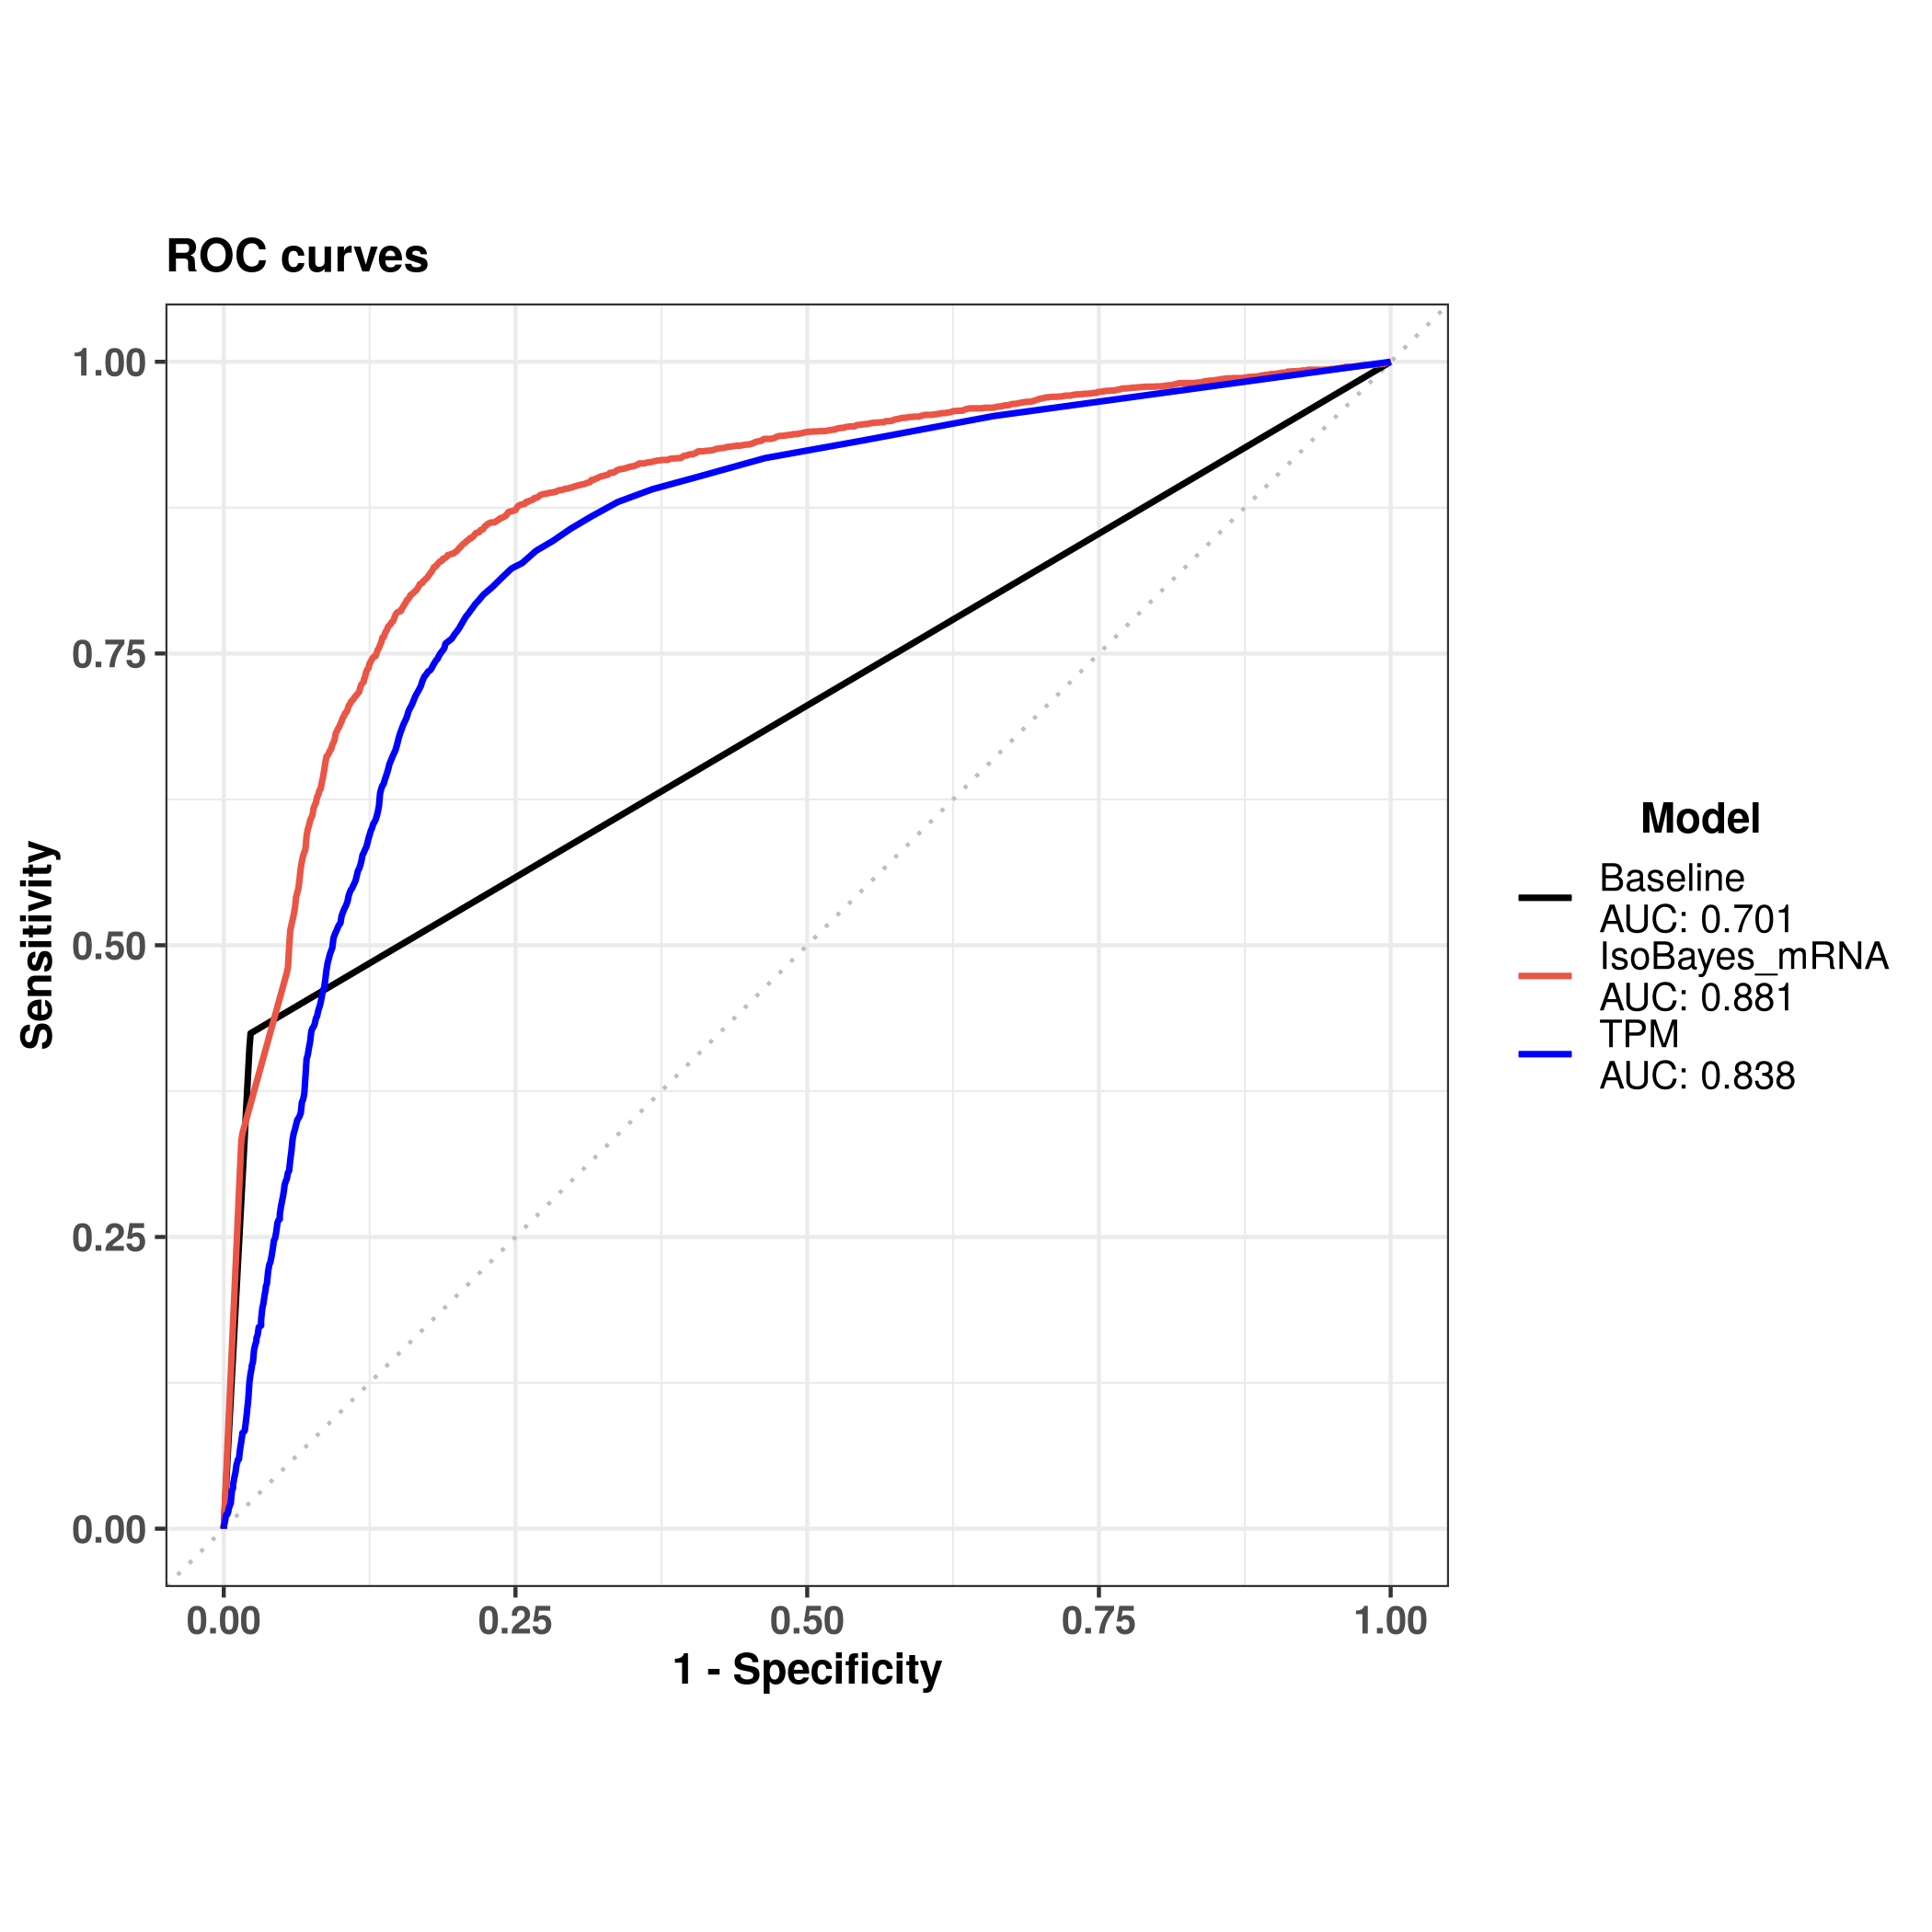 ROC curves
Sensitivity
1.00
0.75
0.50
0.25
0.00
0.00
0.25
0.50
0.75
1.00
1 - Specificity
Model
Baseline
AUC: 0.701
IsoBayes_mRNA
AUC: 0.881
TPM
AUC: 0.838